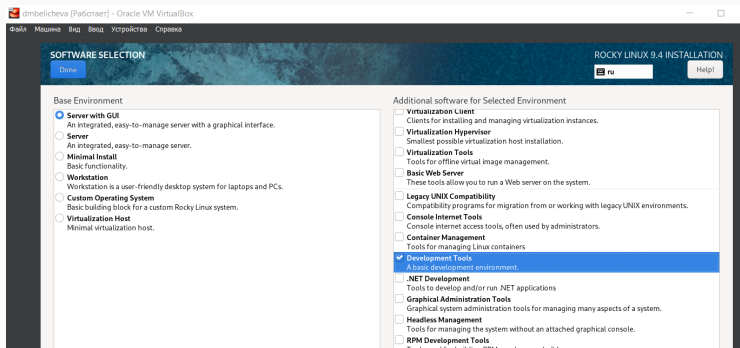 dmbelicheva [Работает] - Oracle VM VirtualBox
Файл Машина Вид Ввод Устройства Справка
SOFTWARE SELECTION
Done
ROCKY LINUX 9.4 INSTALLATION
ru
Help!
Base Environment
Server with GUI
An integrated, easy-to-manage server with a graphical interface.
Server
An integrated, easy-to-manage server.
Minimal Install
Basic functionality.
Workstation
Workstation is a user-friendly desktop system for laptops and PCs.
Custom Operating System
Basic building block for a custom Rocky Linux system.
Virtualization Host
Minimal virtualization host.
Additional software for Selected Environment
Virtualization Client
Clients for installing and managing virtualization instances.
Virtualization Hypervisor
Smallest possible virtualization host installation.
Virtualization Tools
Tools for offline virtual image management.
Basic Web Server
These tools allow you to run a Web server on the system.
Legacy UNIX Compatibility
Compatibility programs for migration from or working with legacy UNIX environments.
Console Internet Tools
Console internet access tools, often used by administrators.
Container Management
Tools for managing Linux containers
Development Tools
A basic development environment.
.NET Development
Tools to develop and/or run .NET applications
Graphical Administration Tools
Graphical system administration tools for managing many aspects of a system.
Headless Management
Tools for managing the system without an attached graphical console.
RPM Development Tools